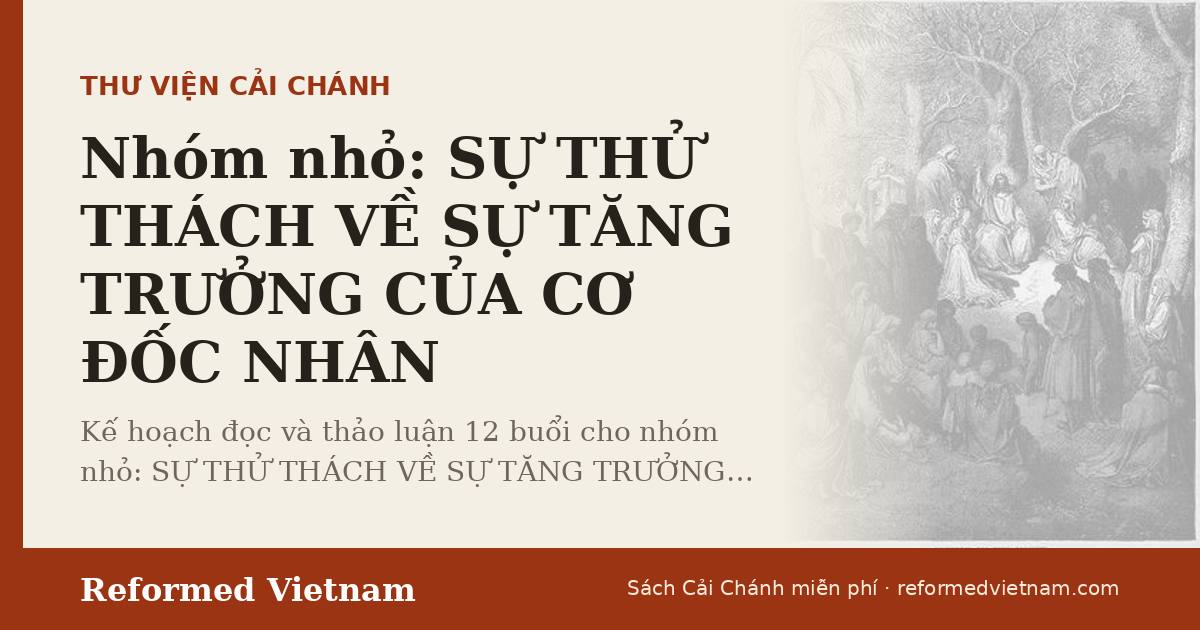 THƯ VIỆN CẢI CHÁNH
Nhóm nhỏ: SỰ THỬ
THÁCH VỀ SỰ TĂNG
TRƯỞNG CỦA CƠ
ĐỐC NHÂN
Kế hoạch đọc và thảo luận 12 buổi cho nhóm
nhỏ: SỰ THỬ THÁCH VỀ SỰ TĂNG TRƯỞNG...
Reformed Vietnam
Sách Cải Chánh miễn phí · reformedvietnam.com